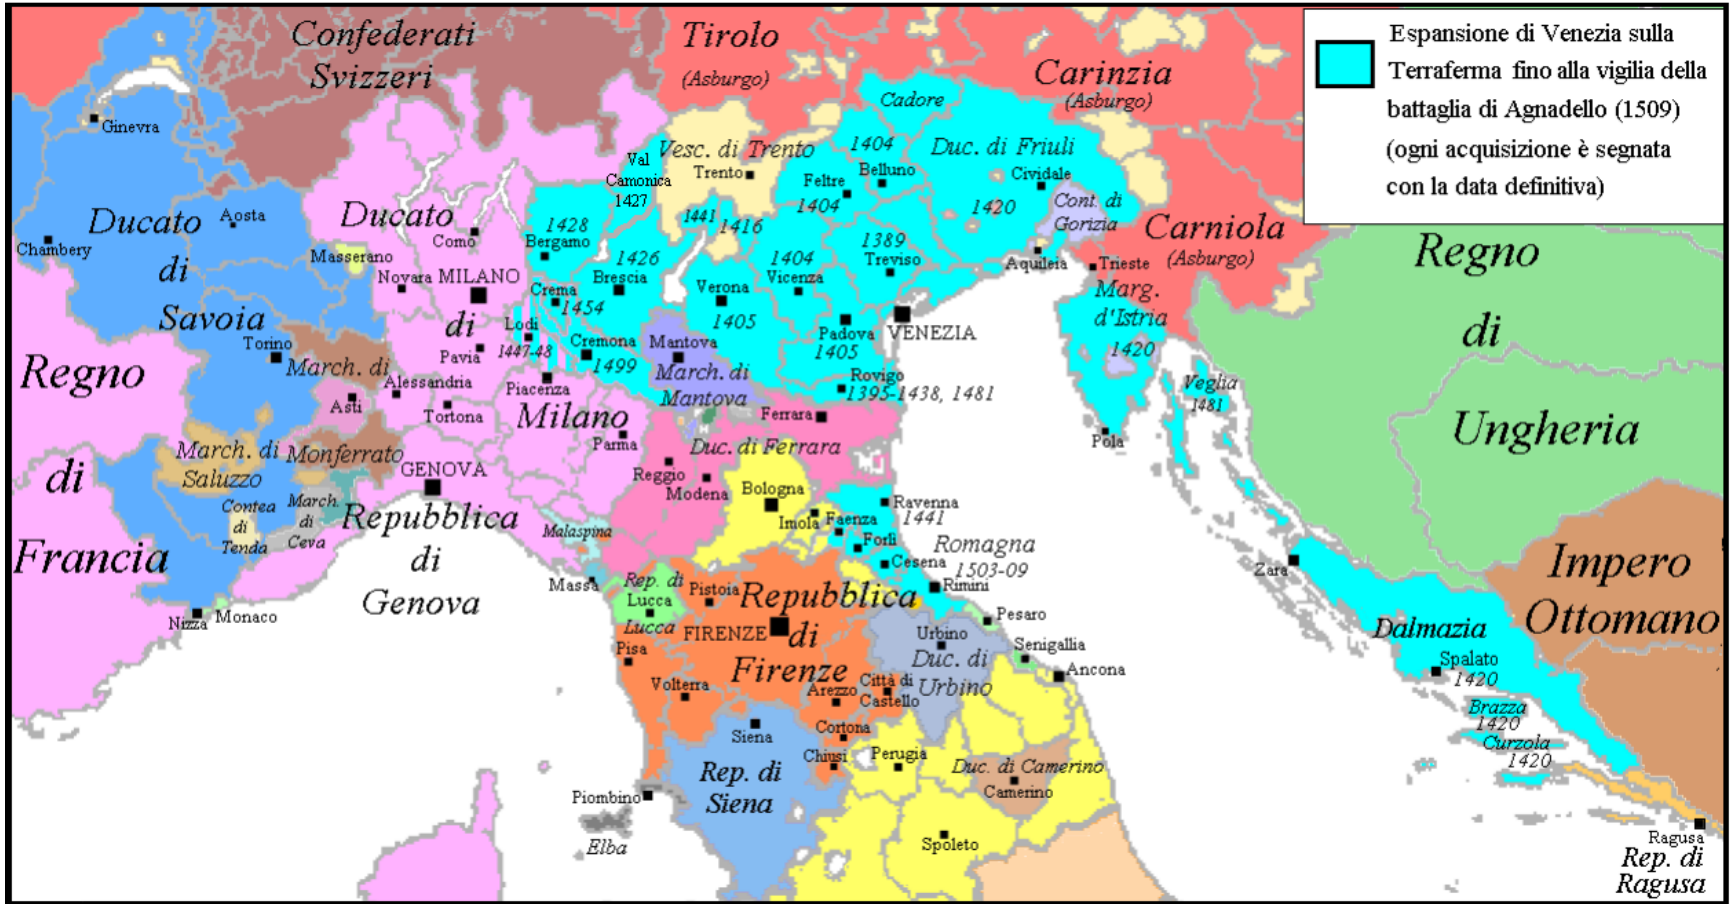 Espansione di Venezia sulla
Terraferma fino alla vigilia della
battaglia di Agnadello (1509)
(ogni acquisizione è segnata
con la data definitiva)
Confederati
Svizzeri
Tirolo
(Asburgo)
Carinzia
(Asburgo)
Cadore
Ginevra
1404
Duc. di Friuli
Vesc. di Trento
Trento
Val
Camonica
1427
Feltre
1404
Belluno
Cividale
1420
Cont. di
Gorizia
Ducato
di
Savoia
Aosta
Chambery
Ducato
di
Milano
Como
Masserano
Novara
MILANO
1428
Bergamo
1426
Brescia
1441
1416
1404
Vicenza
1389
Treviso
Aquileia
Trieste
Carniola
(Asburgo)
Marg.
d'Istria
1420
Regno
di
Ungheria
Crema
1454
Lodi
1447-48
Cremona
1499
Verona
1405
Padova
1405
VENEZIA
Mantova
March. di
Mantova
Rovigo
1395-1438, 1481
Torino
Pavia
Piacenza
March. di
Monferrato
Alessandria
Asti
Tortona
Parma
Ferrara
Duc. di Ferrara
Reggio
Modena
Veglia
1481
Pola
Regno
di
Francia
March. di
Saluzzo
GENOVA
Repubblica
di
Genova
Contea
di
Tenda
March.
di
Ceva
Malaspina
Bologna
Imola
Faenza
Ravenna
1441
Forlì
Cesena
Romagna
1503-09
Rimini
Massa
Nizza
Monaco
Rep. di
Lucca
Lucca
Pistoia
Repubblica
di
Firenze
FIRENZE
Pisa
Volterra
Arezzo
Città di
Castello
Cortona
Chiusi
Urbino
Duc. di
Urbino
Pesaro
Senigallia
Ancona
Siena
Rep. di
Siena
Perugia
Duc. di Camerino
Camerino
Spoleto
Piombino
Elba
Zara
Dalmazia
Spalato
1420
Brazza
1420
Curzola
1420
Impero
Ottomano
Ragusa
Rep. di
Ragusa